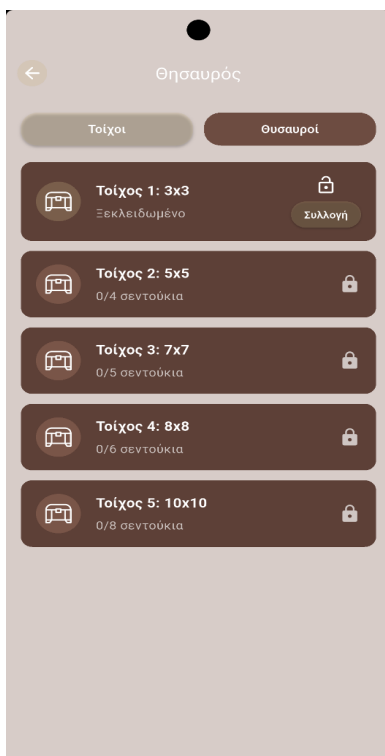 Θησαυρός
Τοίχοι
Θυσαυροί
Τοίχος 1: 3x3
Ξεκλειδωμένο
Συλλογή
Τοίχος 2: 5x5
0/4 σεντούκια
Τοίχος 3: 7x7
0/5 σεντούκια
Τοίχος 4: 8x8
0/6 σεντούκια
Τοίχος 5: 10x10
0/8 σεντούκια